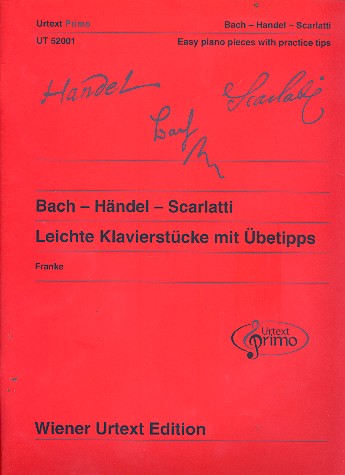 Urtext Primo
Bach – Handel – Scarlatti
UT 52001
Easy piano pieces with practice tips
Handel
Scarlatti
Bach
Bach – Händel – Scarlatti
Leichte Klavierstücke mit Übetipps
Franke
Urtext
Primo
Wiener Urtext Edition